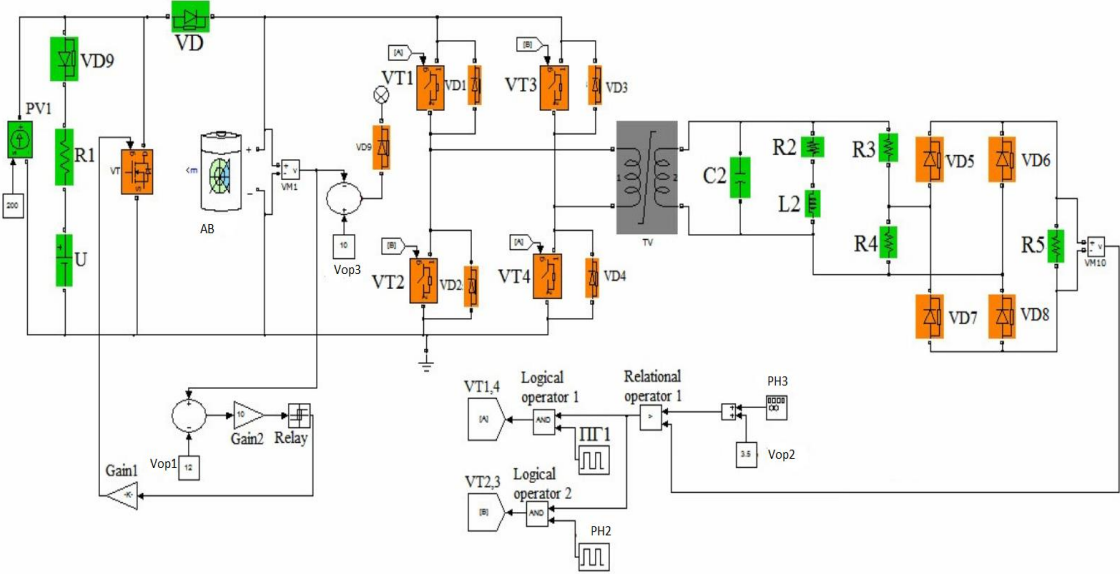 VD
VD9
PV1
R1
VT
200
U
AB
+
-
VM1
10
Vop3
VD9
[A]
VT1
VD1
[B]
VT3
VD3
[B]
VT2
VD2
[A]
VT4
VD4
1
2
TV
C2
R2
L2
R3
R4
VD5
VD6
VD7
VD8
R5
VM10
Vop1
12
10
Gain2
Relay
Gain1
-K-
VT1,4
[A]
Logical
operator 1
AND
ПГ1
Relational
operator 1
>
PH3
3.5
Vop2
VT2,3
[B]
Logical
operator 2
AND
PH2